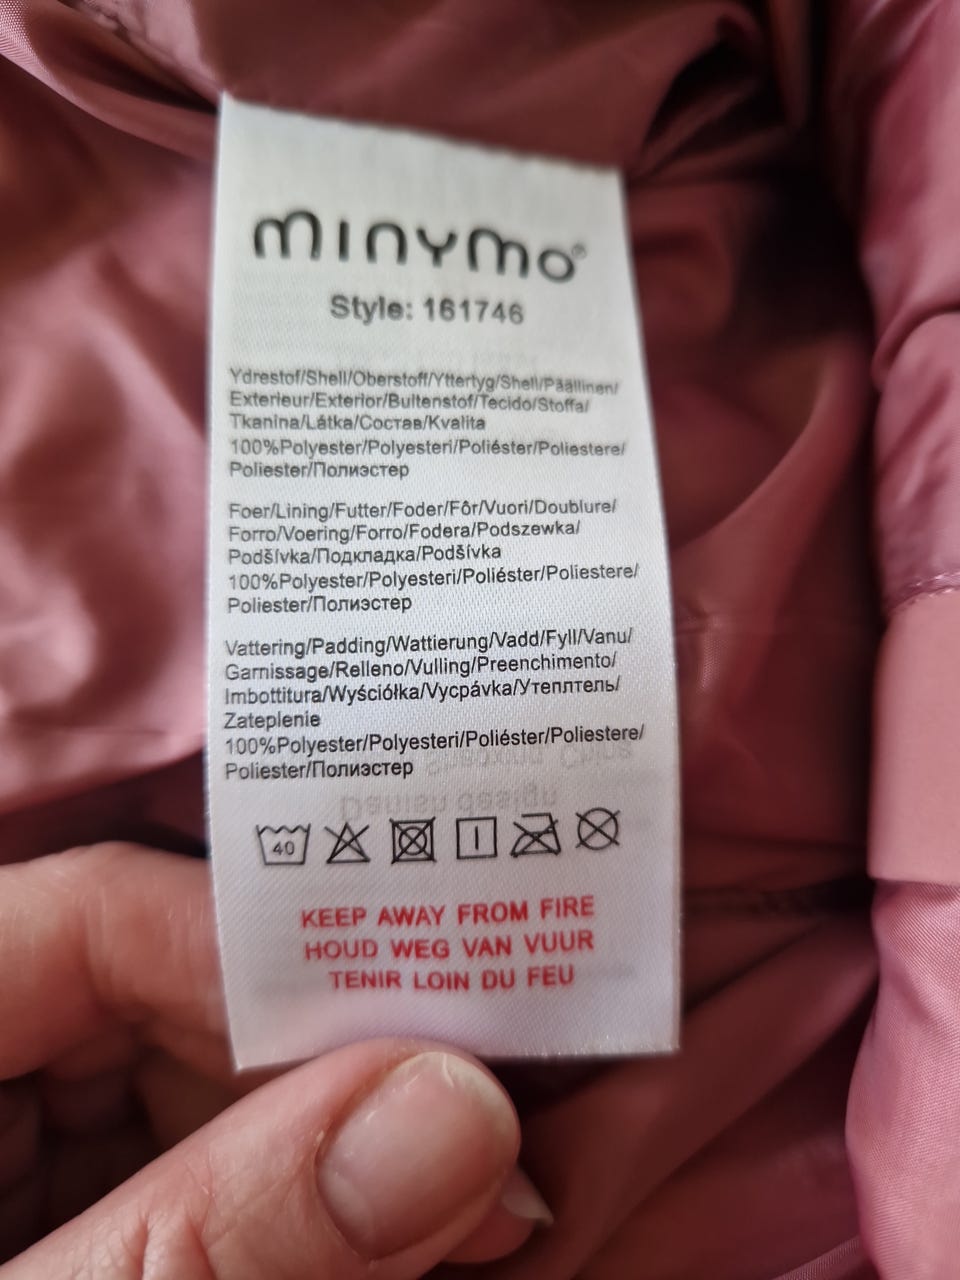 minymo®
Style: 161746
Ydrestof/Shell/Oberstoff/Yttertyg/Shell/Päällinen/
Exterieur/Exterior/Buitenstof/Tecido/Stoffa/
Tkanina/Látka/Состав/Kvalita
100%Polyester/Polyesteri/Poliéster/Poliestere/
Poliester/Полиэстер
Foer/Lining/Futter/Foder/Fôr/Vuori/Doublure/
Forro/Voering/Forro/Fodera/Podszewka/
Podšívka/Подкладка/Podšívka
100%Polyester/Polyesteri/Poliéster/Poliestere/
Poliester/Полиэстер
Vattering/Padding/Wattierung/Vadd/Fyll/Vanu/
Garnissage/Relleno/Vulling/Preenchimento/
Imbottitura/Wyściółka/Vycpávka/Утеплтель/
Zateplenie
100%Polyester/Polyesteri/Poliéster/Poliestere/
Poliester/Полиэстер
40
KEEP AWAY FROM FIRE
HOUD WEG VAN VUUR
TENIR LOIN DU FEU